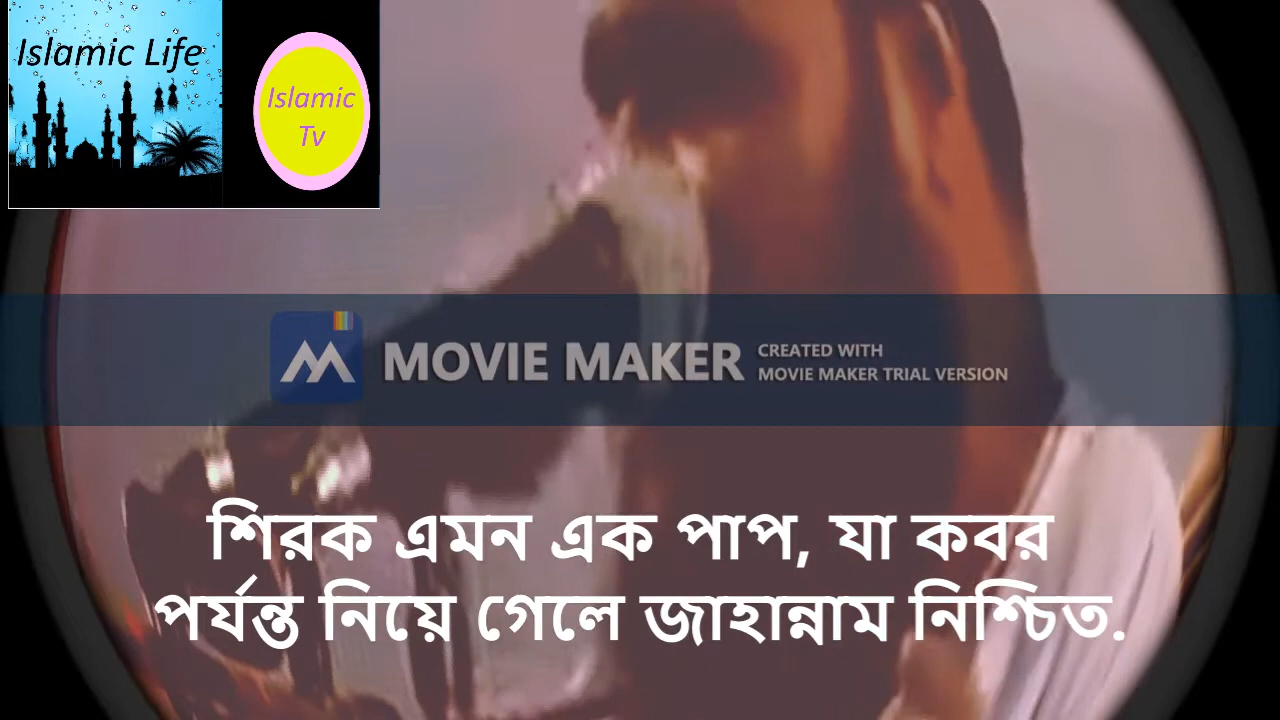 Islamic Life
Islamic
Tv
MOVIE MAKER
CREATED WITH
MOVIE MAKER TRIAL VERSION
শিরক এমন এক পাপ, যা কবর
পর্যন্ত নিয়ে গেলে জাহান্নাম নিশ্চিত.